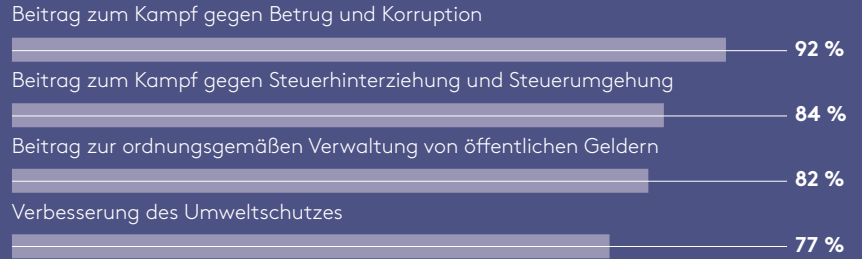 Beitrag zum Kampf gegen Betrug und Korruption
92 %
Beitrag zum Kampf gegen Steuerhinterziehung und Steuerumgehung
84 %
Beitrag zur ordnungsgemäßen Verwaltung von öffentlichen Geldern
82 %
Verbesserung des Umweltschutzes
77 %